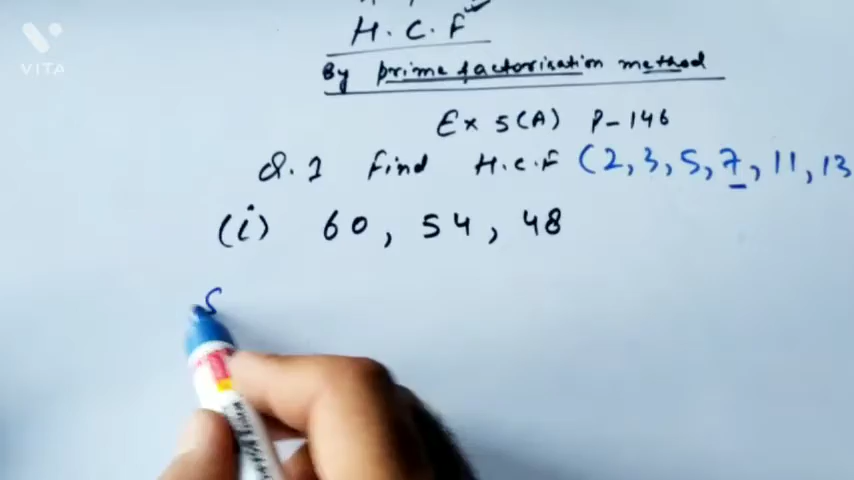 VITA
H.C.F
By prime factorisation method
Ex 5(A) P-146
Q.1 Find H.C.F (2, 3, 5, 7, 11, 13
(i) 60, 54, 48
S